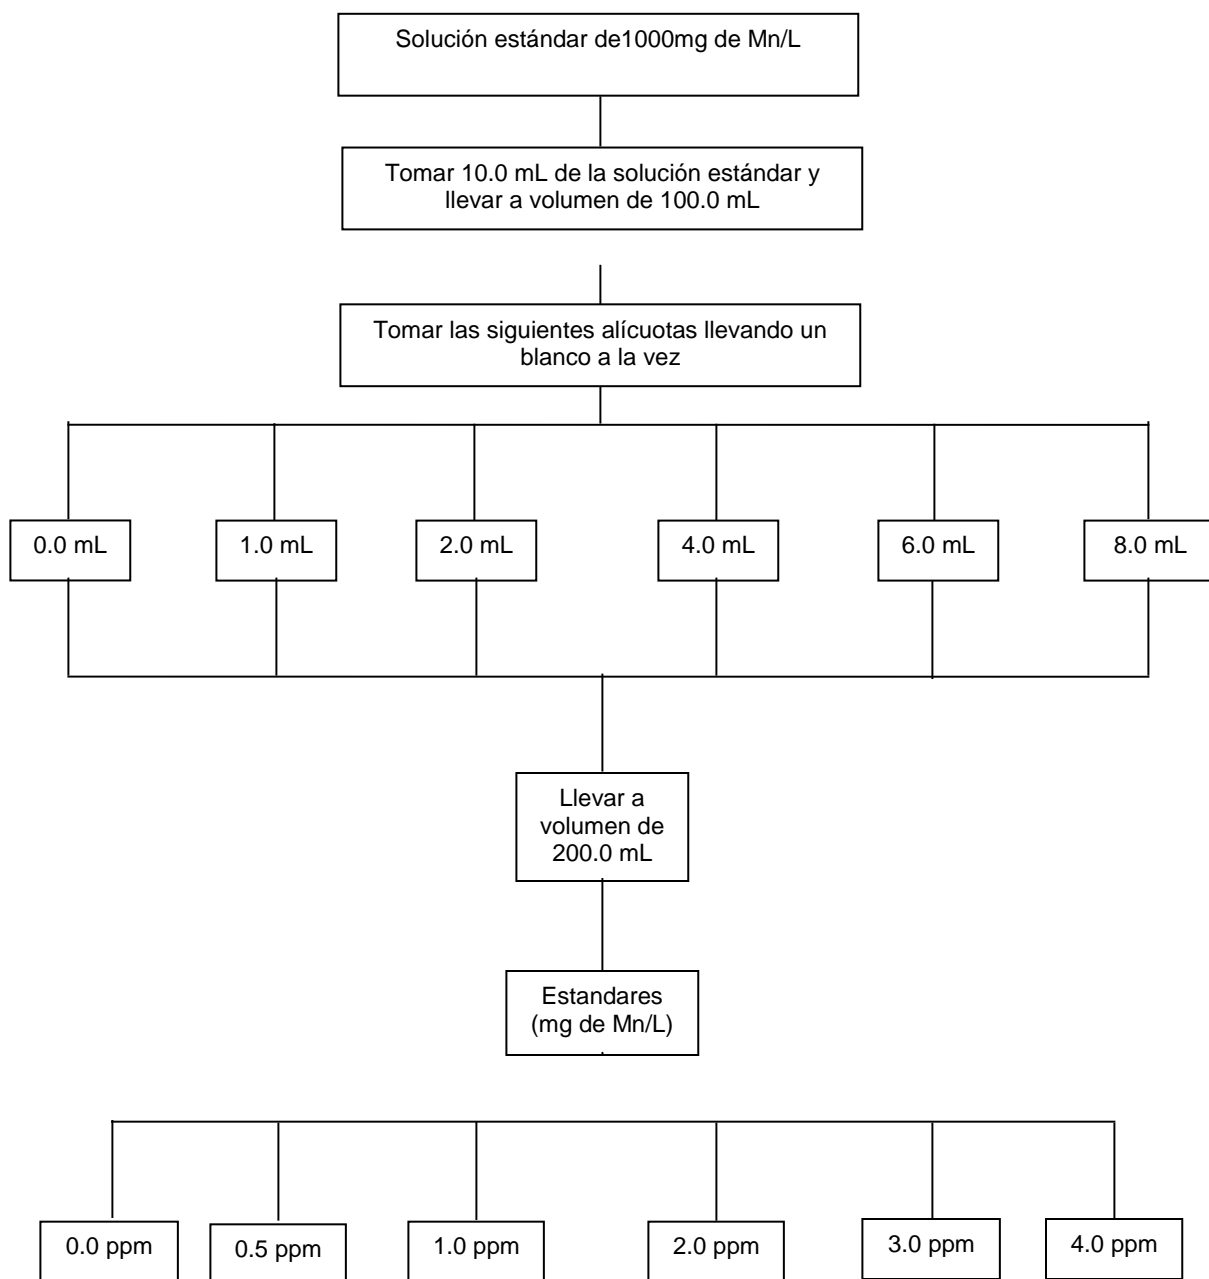 Solución estándar de1000mg de Mn/L
Tomar 10.0 mL de la solución estándar y
llevar a volumen de 100.0 mL
Tomar las siguientes alícuotas llevando un
blanco a la vez
0.0 mL
1.0 mL
2.0 mL
4.0 mL
6.0 mL
8.0 mL
Llevar a
volumen de
200.0 mL
Estandares
(mg de Mn/L)
0.0 ppm
0.5 ppm
1.0 ppm
2.0 ppm
3.0 ppm
4.0 ppm